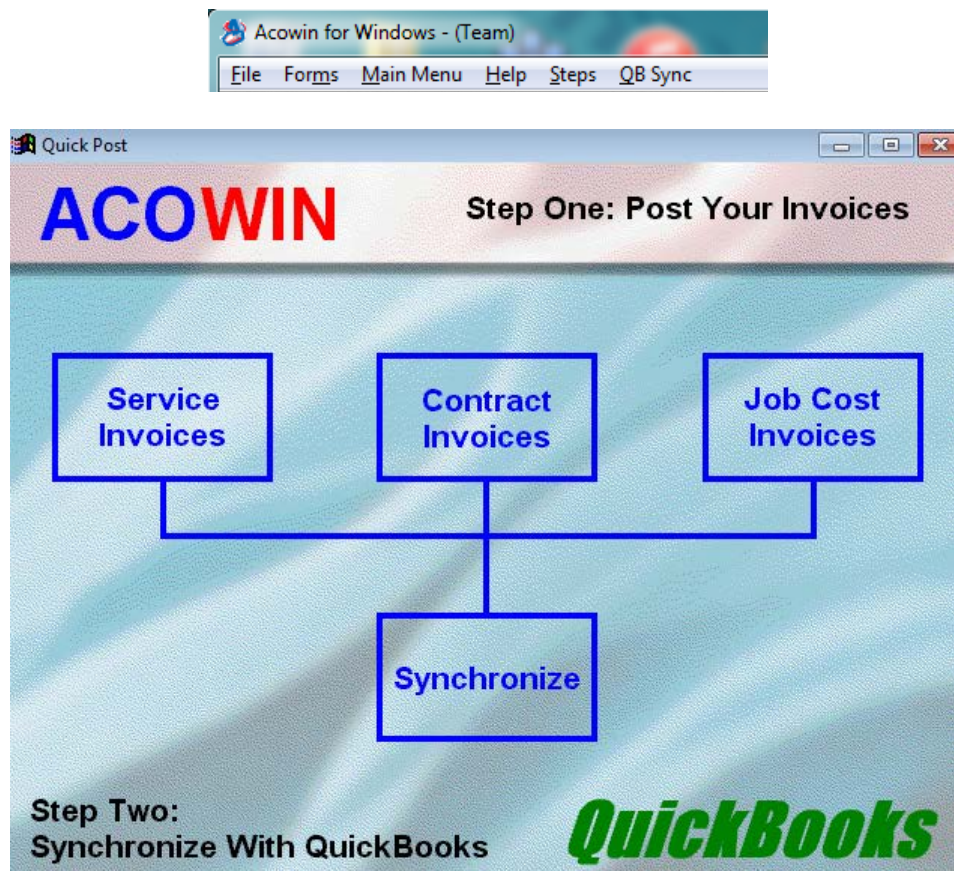 Acowin for Windows - (Team)
File Forms Main Menu Help Steps QB Sync
Quick Post
ACOWIN
Step One: Post Your Invoices
Service
Invoices
Contract
Invoices
Job Cost
Invoices
Synchronize
Step Two:
Synchronize With QuickBooks
QuickBooks